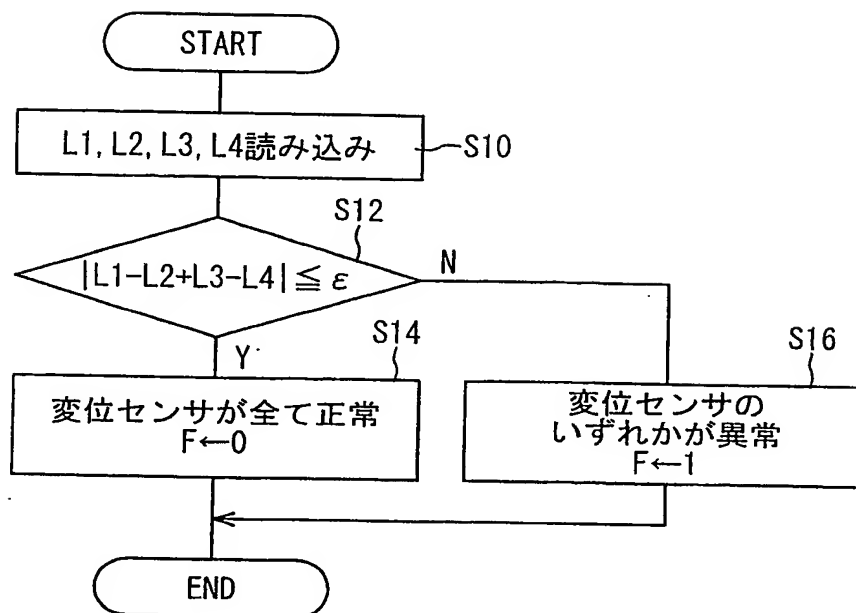 START
L1, L2, L3, L4読み込み
S10
S12
|L1-L2+L3-L4|≦ε
N
Y
S14
変位センサが全て正常
F←0
S16
変位センサの
いずれかが異常
F←1
END